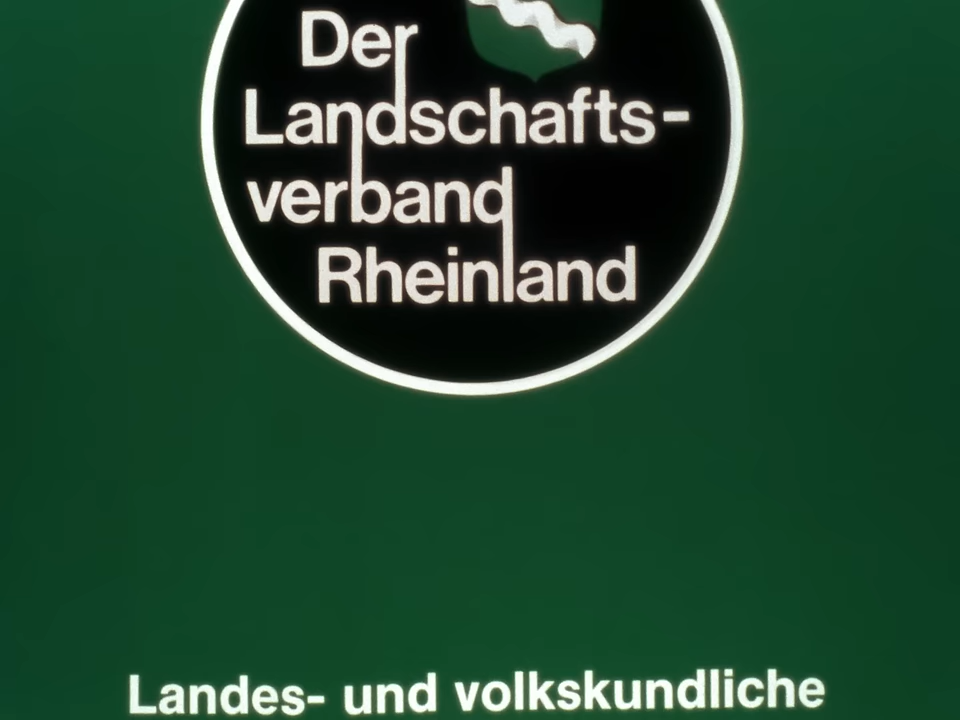 Der
Landschafts-
verband
Rheinland
Landes- und volkskundliche